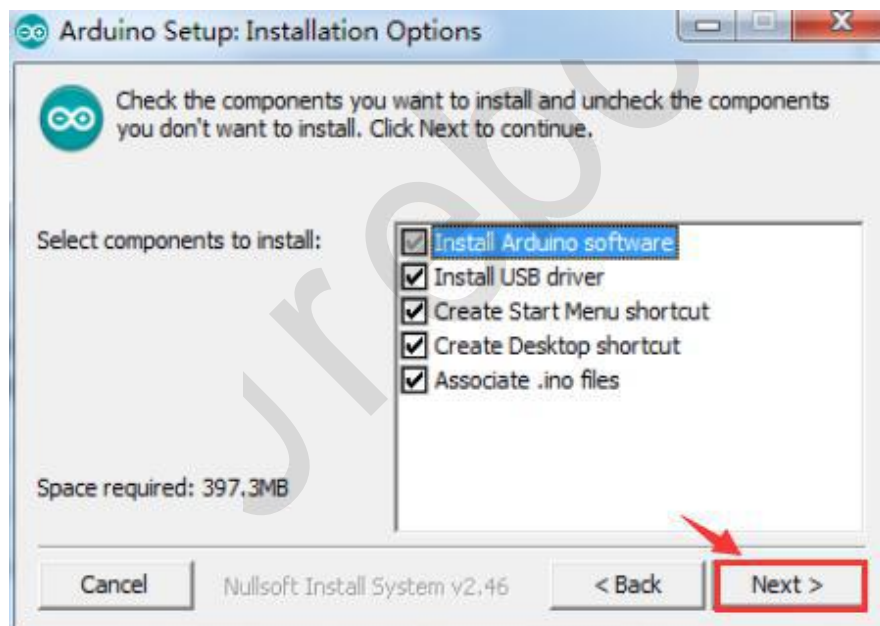 Arduino Setup: Installation Options
Check the components you want to install and uncheck the components
you don't want to install. Click Next to continue.
Select components to install:
Install Arduino software
Install USB driver
Create Start Menu shortcut
Create Desktop shortcut
Associate .ino files
Space required: 397.3MB
Cancel
Nullsoft Install System v2.46
< Back
Next >